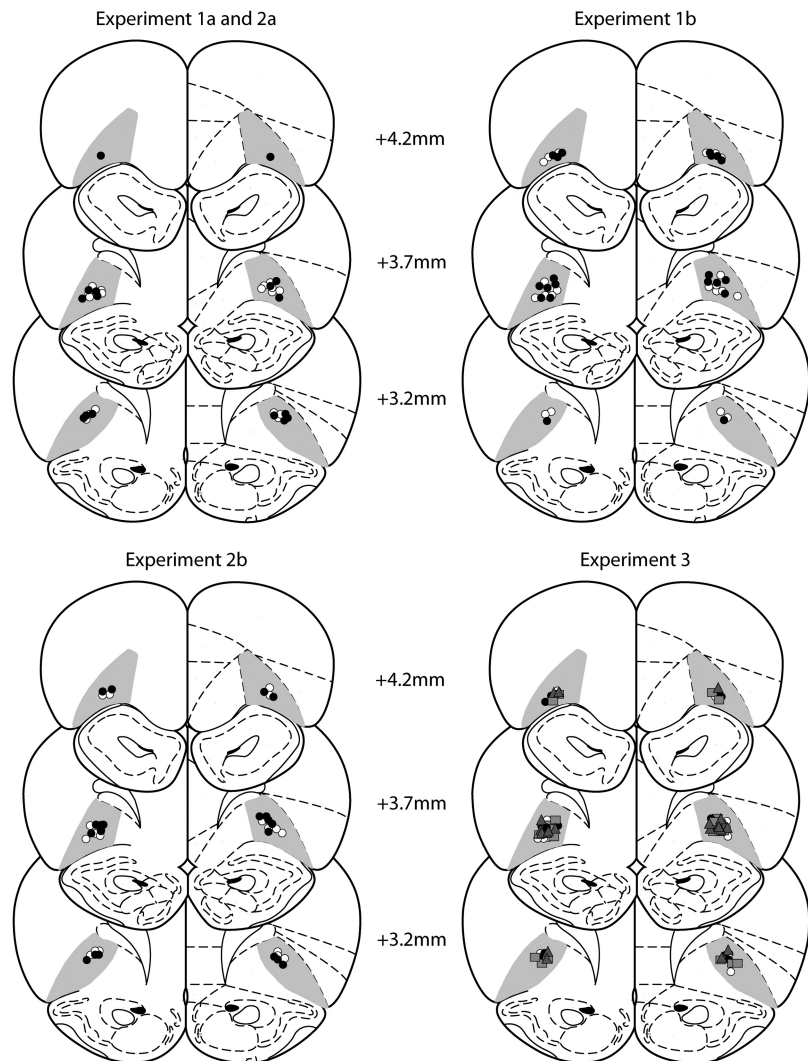 Experiment 1a and 2a
Experiment 1b
+4.2mm
+3.7mm
+3.2mm
Experiment 2b
Experiment 3
+4.2mm
+3.7mm
+3.2mm